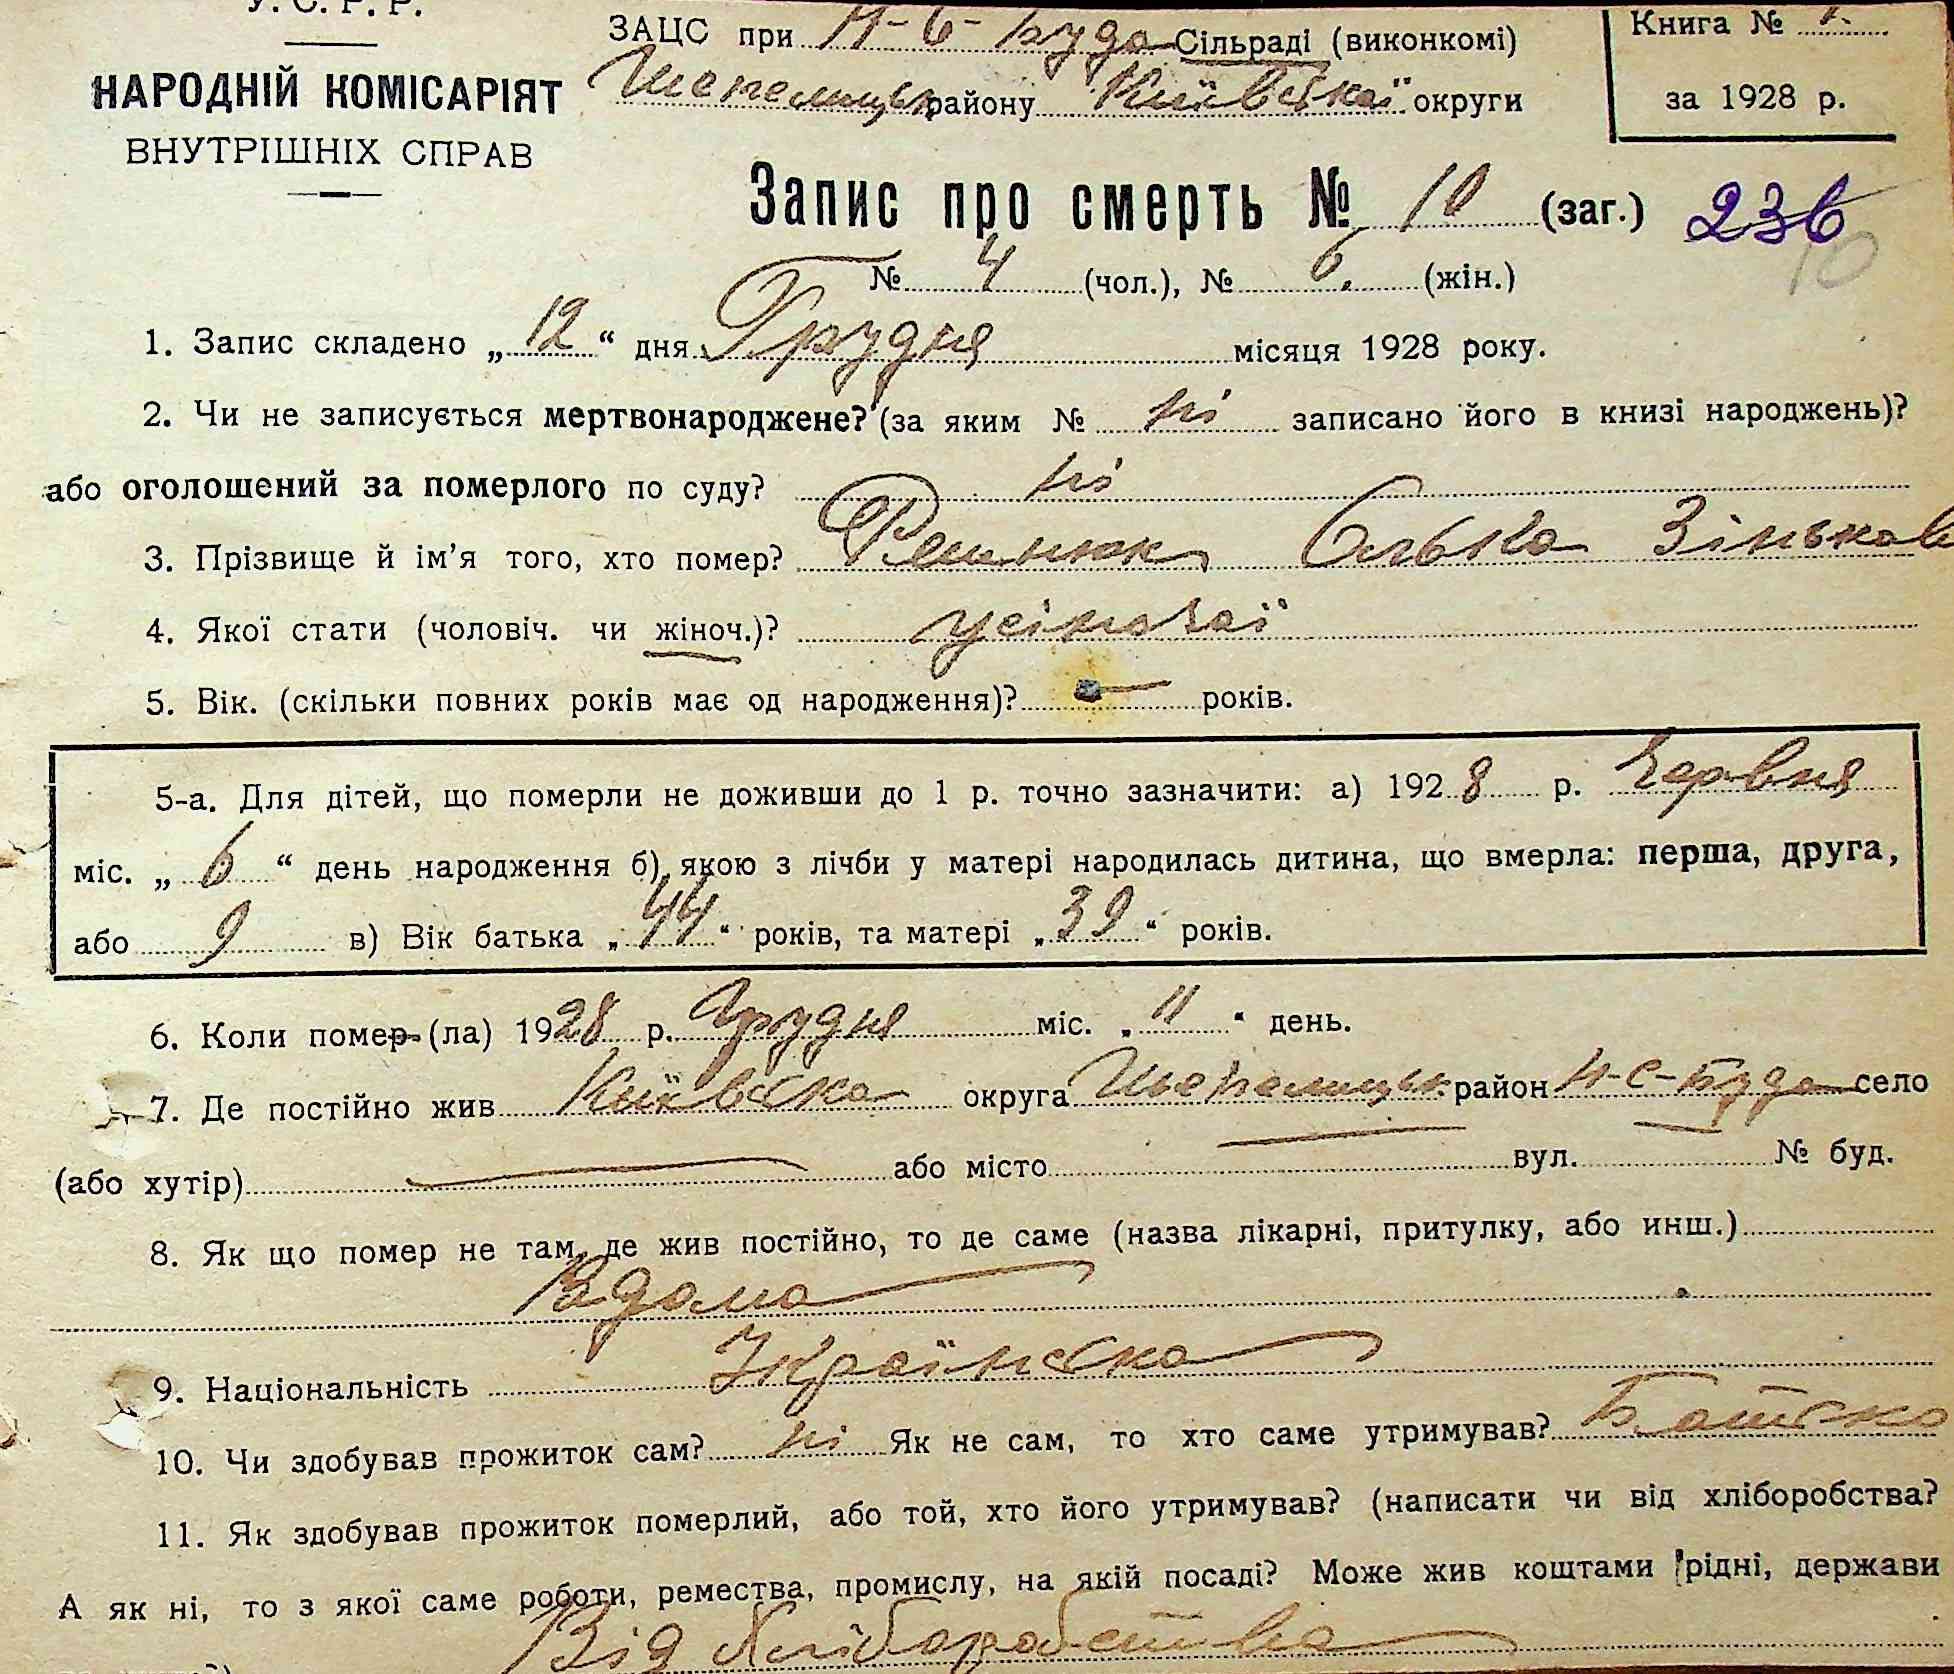 У. С. Р. Р.
НАРОДНІЙ КОМІСАРІЯТ
ВНУТРІШНІХ СПРАВ
ЗАЦС при Н-С-Буда Сільраді (виконкомі)
Шепелицьк району Київської округи
Книга №
за 1928 р.
Запис про смерть № 10 (заг.) 236
10
№ 4 (чол.), № 6. (жін.)
1. Запис складено „ 12 “ дня Грудня місяця 1928 року.
2. Чи не записується мертвонароджене? (за яким № ні записано його в книзі народжень)?
або оголошений за померлого по суду? ні
3. Прізвище й ім’я того, хто помер? Олька Зіньков
4. Якої стати (чоловіч. чи жіноч.)? жіночої
5. Вік. (скільки повних років має од народження)? — років.
5-а. Для дітей, що померли не доживши до 1 р. точно зазначити: а) 1928 р. Червня
міс. „ 6 “ день народження б) якою з лічби у матері народилась дитина, що вмерла: перша, друга,
або 9 в) Вік батька „ 44 “ років, та матері „ 39 “ років.
6. Коли помер (ла) 1928 р. Грудня міс. „ 11 “ день.
7. Де постійно жив Київська округа Шепелицьк район Н-С-Буда село
(або хутір) — або місто вул. № буд.
8. Як що помер не там, де жив постійно, то де саме (назва лікарні, притулку, або инш.)
Вдома
9. Національність Українська
10. Чи здобував прожиток сам? ні Як не сам, то хто саме утримував? Батько
11. Як здобував прожиток померлий, або той, хто його утримував? (написати чи від хліборобства?
А як ні, то з якої саме роботи, ремества, промислу, на якій посаді? Може жив коштами рідні, держави
Від Хліборобства